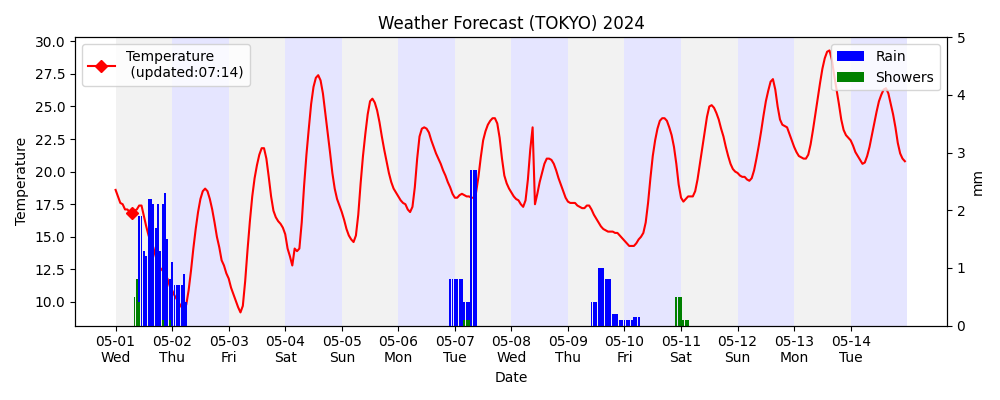 Weather Forecast (TOKYO) 2024
Temperature
(updated:07:14)
Rain
Showers
Temperature
30.0
27.5
25.0
22.5
20.0
17.5
15.0
12.5
10.0
5
4
3
2
1
0
mm
05-01 05-02 05-03 05-04 05-05 05-06 05-07 05-08 05-09 05-10 05-11 05-12 05-13 05-14
Wed Thu Fri Sat Sun Mon Tue Wed Thu Fri Sat Sun Mon Tue
Date